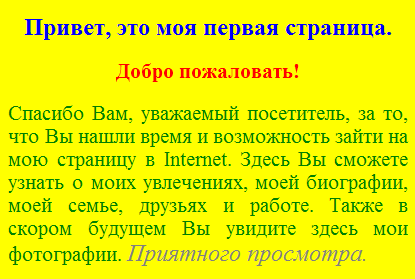 Привет, это моя первая страница.
Добро пожаловать!
Спасибо Вам, уважаемый посетитель, за то,
что Вы нашли время и возможность зайти на
мою страницу в Internet. Здесь Вы сможете
узнать о моих увлечениях, моей биографии,
моей семье, друзьях и работе. Также в
скором будущем Вы увидите здесь мои
фотографии. Приятного просмотра.